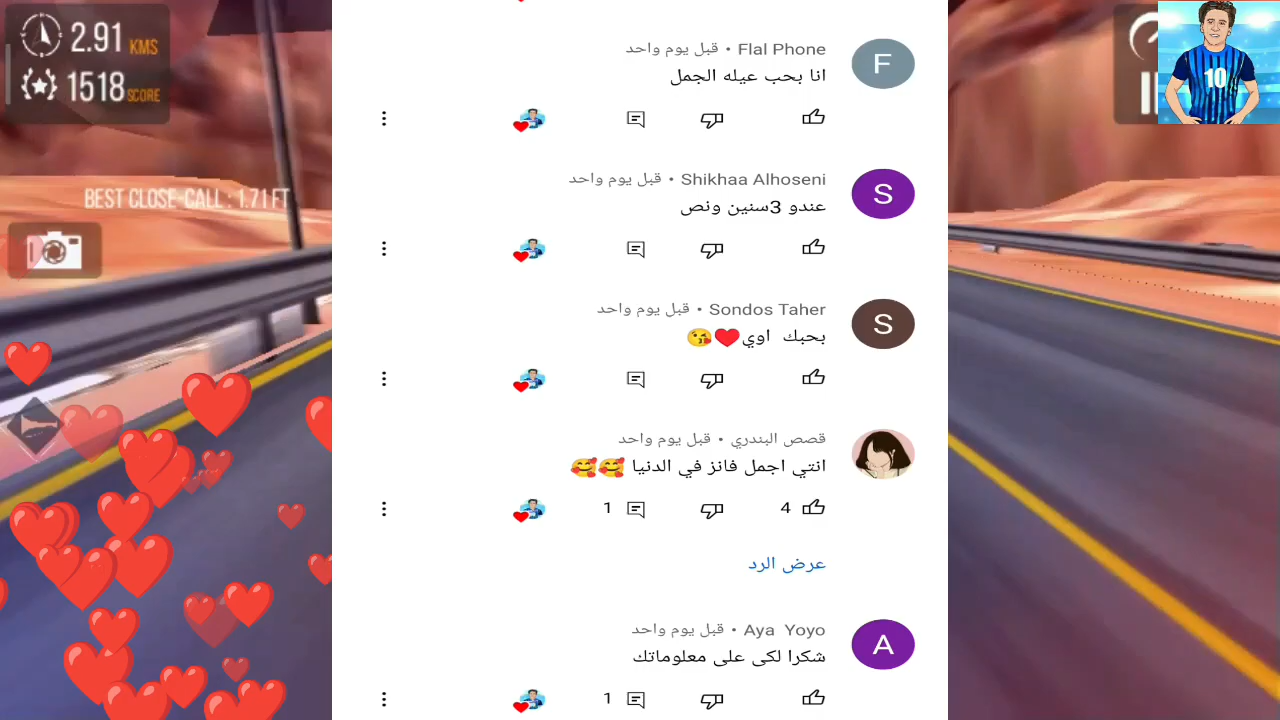 2.91 KMS
1518 SCORE
BEST CLOSE-CALL : 1.71 FT
10
F
Flal Phone • قبل يوم واحد
انا بحب عيله الجمل
S
Shikhaa Alhoseni • قبل يوم واحد
عندو 3سنين ونص
S
Sondos Taher • قبل يوم واحد
بحبك اوي♥️😘
قصص البندري • قبل يوم واحد
انتي اجمل فانز في الدنيا 🥰🥰
4
1
عرض الرد
A
Aya Yoyo • قبل يوم واحد
شكرا لكى على معلوماتك
1